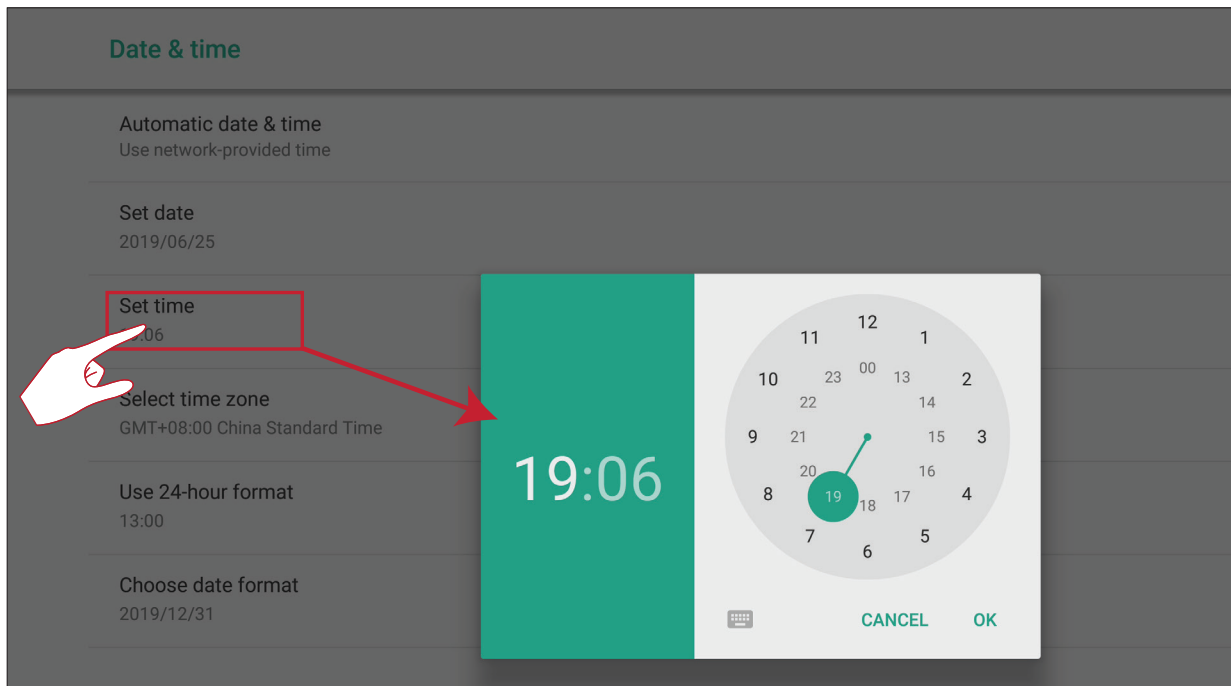 Date & time
Automatic date & time
Use network-provided time
Set date
2019/06/25
Set time
:06
Select time zone
GMT+08:00 China Standard Time
Use 24-hour format
13:00
Choose date format
2019/12/31
19:06
12
11
1
00
23
13
10
2
22
14
9
21
15
3
20
16
8
19
18
17
4
7
5
6
CANCEL
OK